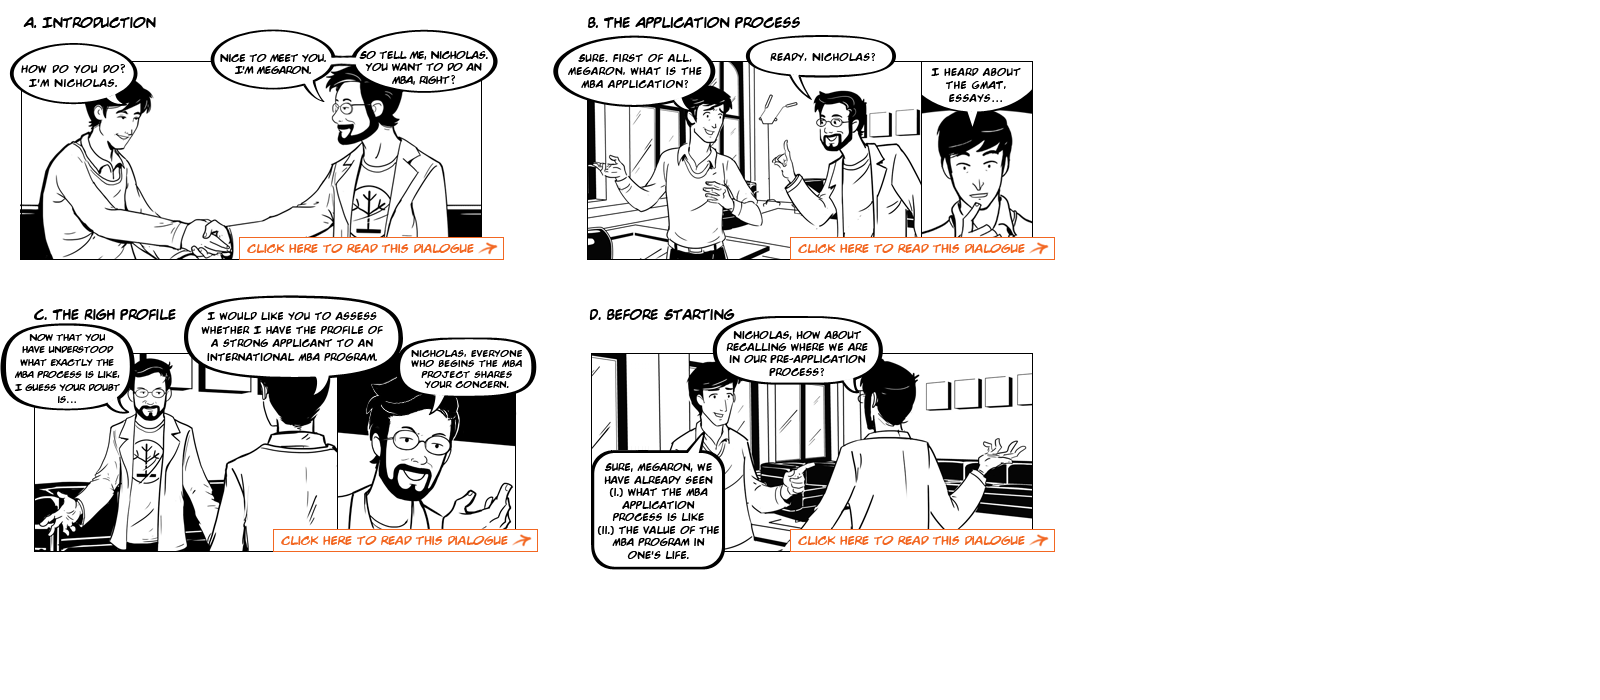 A. INTRODUCTION
HOW DO YOU DO?
I'M NICHOLAS.
NICE TO MEET YOU.
I'M MEGARON.
SO TELL ME, NICHOLAS.
YOU WANT TO DO AN
MBA, RIGHT?
CLICK HERE TO READ THIS DIALOGUE
B. THE APPLICATION PROCESS
SURE. FIRST OF ALL,
MEGARON, WHAT IS THE
MBA APPLICATION?
READY, NICHOLAS?
I HEARD ABOUT
THE GMAT,
ESSAYS...
CLICK HERE TO READ THIS DIALOGUE
C. THE RIGH PROFILE
NOW THAT YOU
HAVE UNDERSTOOD
WHAT EXACTLY THE
MBA PROCESS IS LIKE,
I GUESS YOUR DOUBT
IS...
I WOULD LIKE YOU TO ASSESS
WHETHER I HAVE THE PROFILE OF
A STRONG APPLICANT TO AN
INTERNATIONAL MBA PROGRAM.
NICHOLAS, EVERYONE
WHO BEGINS THE MBA
PROJECT SHARES
YOUR CONCERN.
CLICK HERE TO READ THIS DIALOGUE
D. BEFORE STARTING
NICHOLAS, HOW ABOUT
RECALLING WHERE WE ARE
IN OUR PRE-APPLICATION
PROCESS?
SURE, MEGARON, WE
HAVE ALREADY SEEN
(I.) WHAT THE MBA
APPLICATION
PROCESS IS LIKE
(II.) THE VALUE OF THE
MBA PROGRAM IN
ONE'S LIFE.
CLICK HERE TO READ THIS DIALOGUE